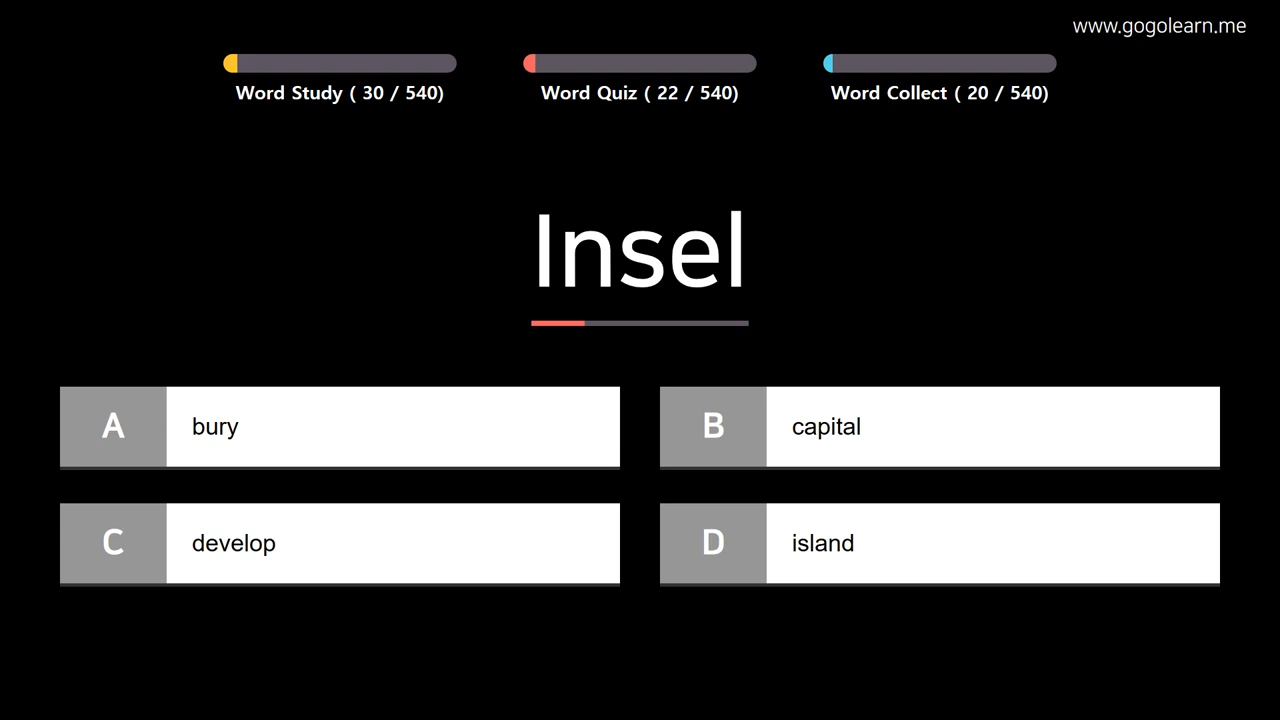 www.gogolearn.me
Word Study ( 30 / 540)
Word Quiz ( 22 / 540)
Word Collect ( 20 / 540)
Insel
A bury
B capital
C develop
D island